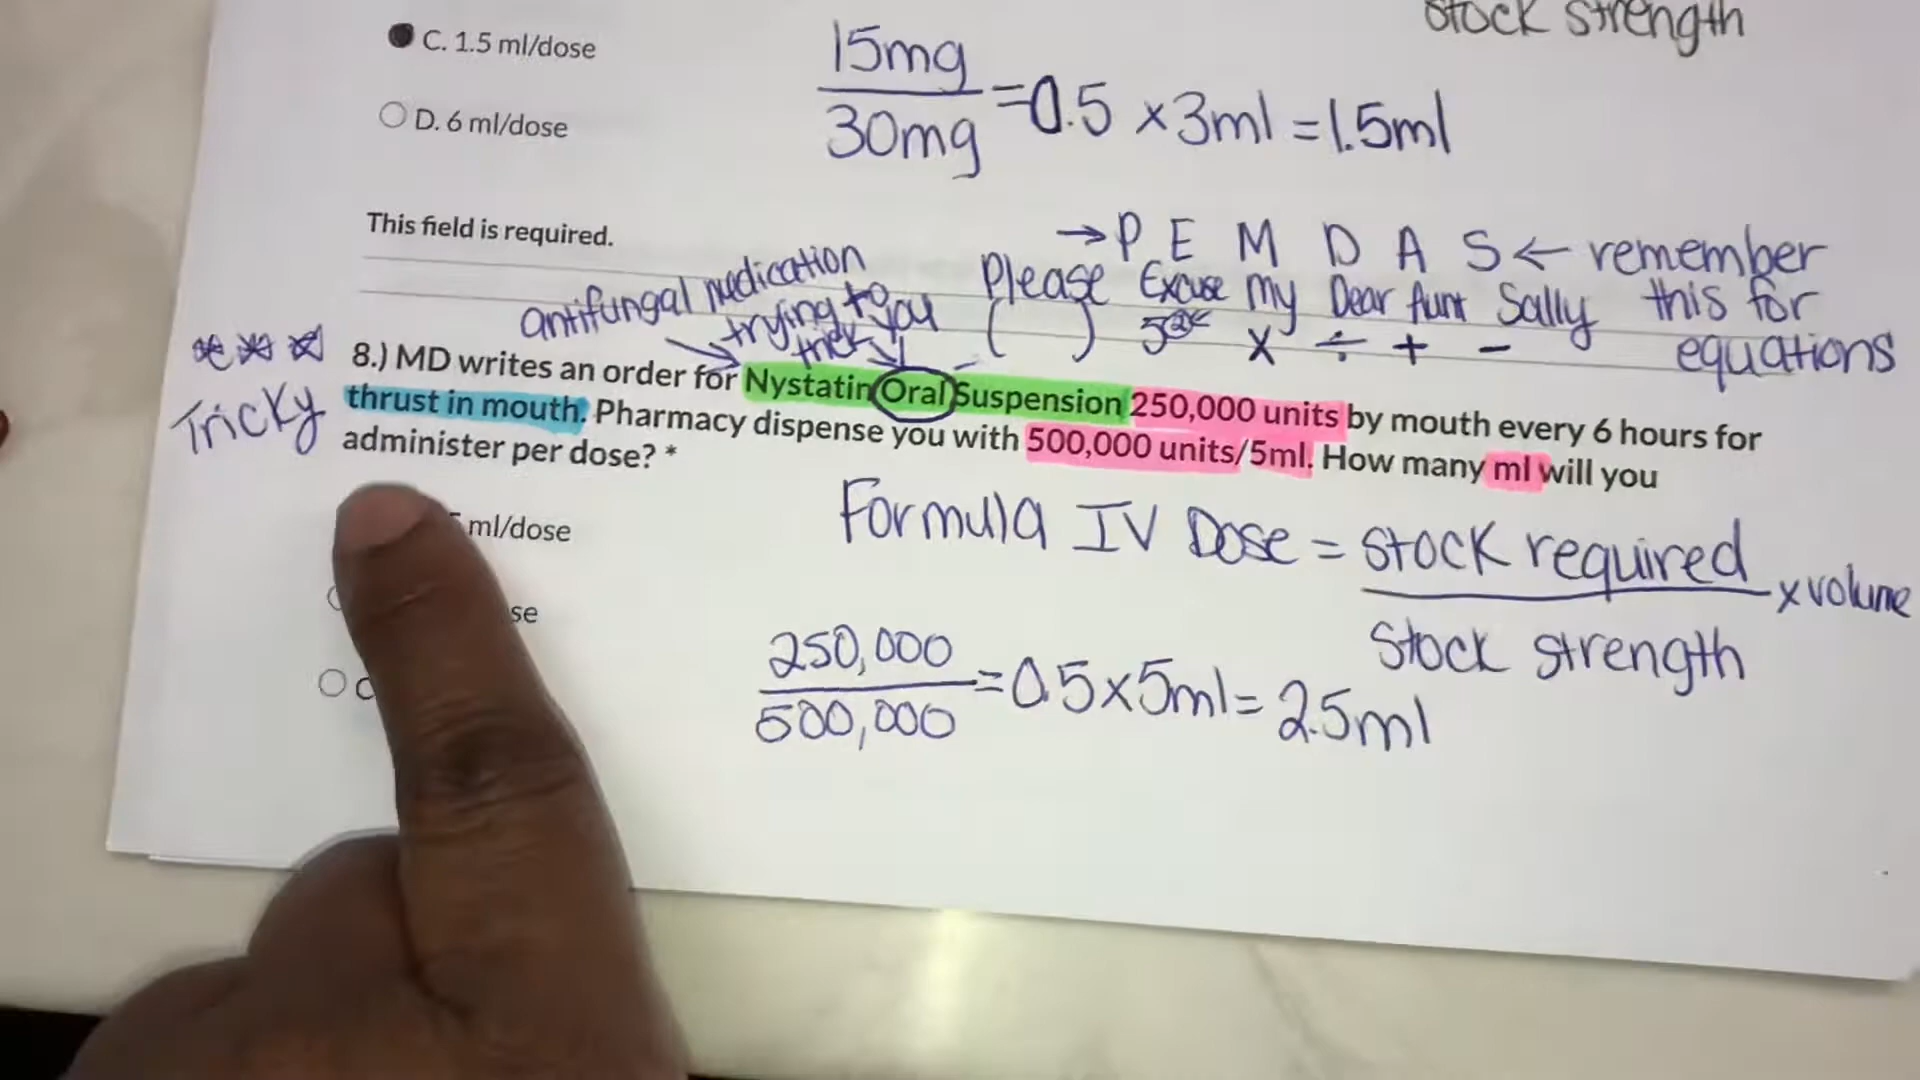 stock strength
C. 1.5 ml/dose
15mg
30mg
=0.5 ×3ml =1.5ml
D. 6 ml/dose
This field is required.
→P E M D A S ← remember
Please Excuse My Dear Aunt Sally this for
( ) x ÷ + − equations
antifungal medication
trying to
trick you
Tricky
8.) MD writes an order for Nystatin Oral Suspension 250,000 units by mouth every 6 hours for
thrust in mouth. Pharmacy dispense you with 500,000 units/5ml. How many ml will you
administer per dose? *
ml/dose
se
C
Formula IV Dose = stock required x volume
stock strength
250,000
500,000
=0.5×5ml= 2.5ml